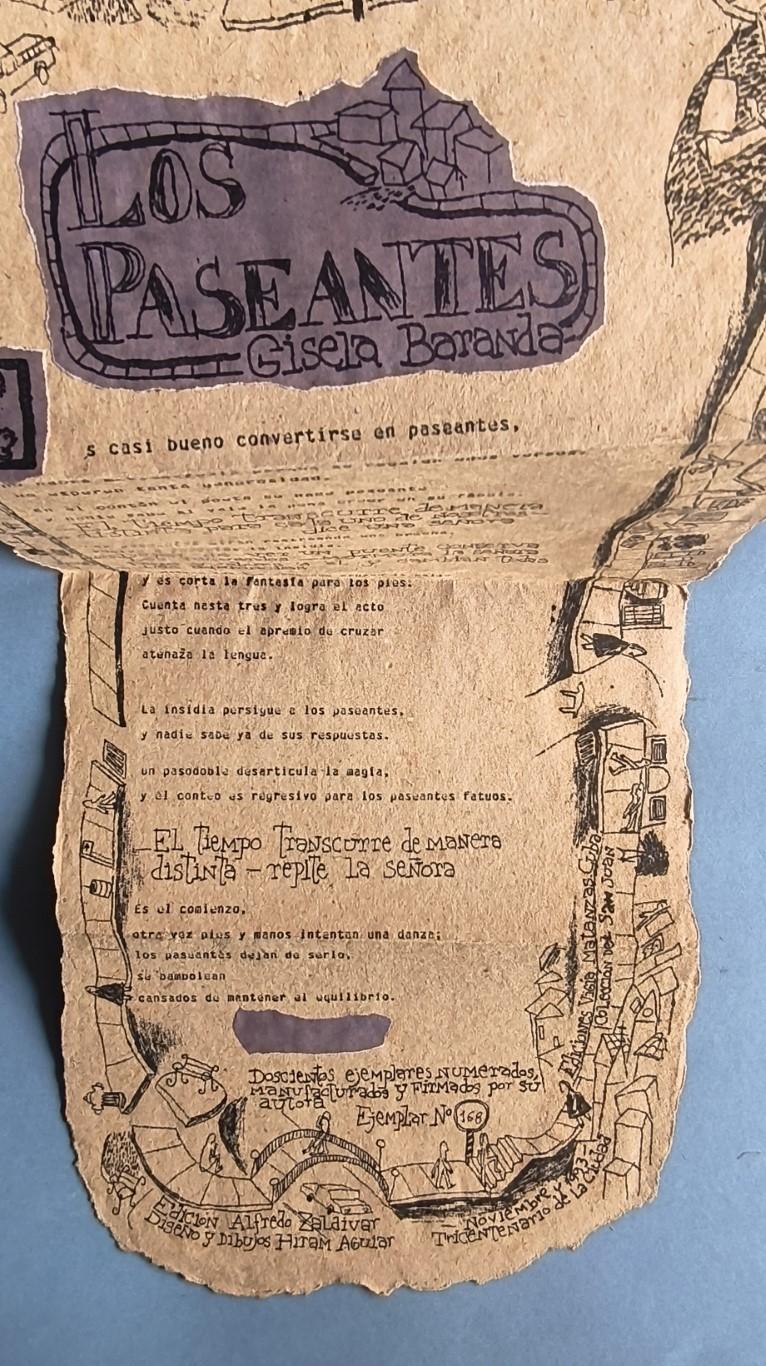 Los
Paseantes
Gisela Baranda
s casi bueno convertirse en paseantes,
y es corta la fantasía para los pies:
Cuenta hasta tres y logra el acto
justo cuando el apremio de cruzar
atenaza la lengua.
La insidia persigue a los paseantes,
y nadie sabe ya de sus respuestas.
un pasodoble desarticula la magia,
y el conteo es regresivo para los paseantes fatuos.
El Tiempo Transcurre de manera
distinta - repite la señora
Es el comienzo,
otra vez pies y manos intentan una danza;
los paseantes dejan de serlo,
se bambolean
cansados de mantener el equilibrio.
Doscientos ejemplares numerados,
manufacturados y firmados por su
autora
Ejemplar Nº 168
Edición Alfredo Zaldívar
Diseño y Dibujos Hiram Aguiar
Noviembre, 1993-
Tricentenario de la Ciudad
Ediciones Vigía Matanzas. Cuba
Colección del San Juan